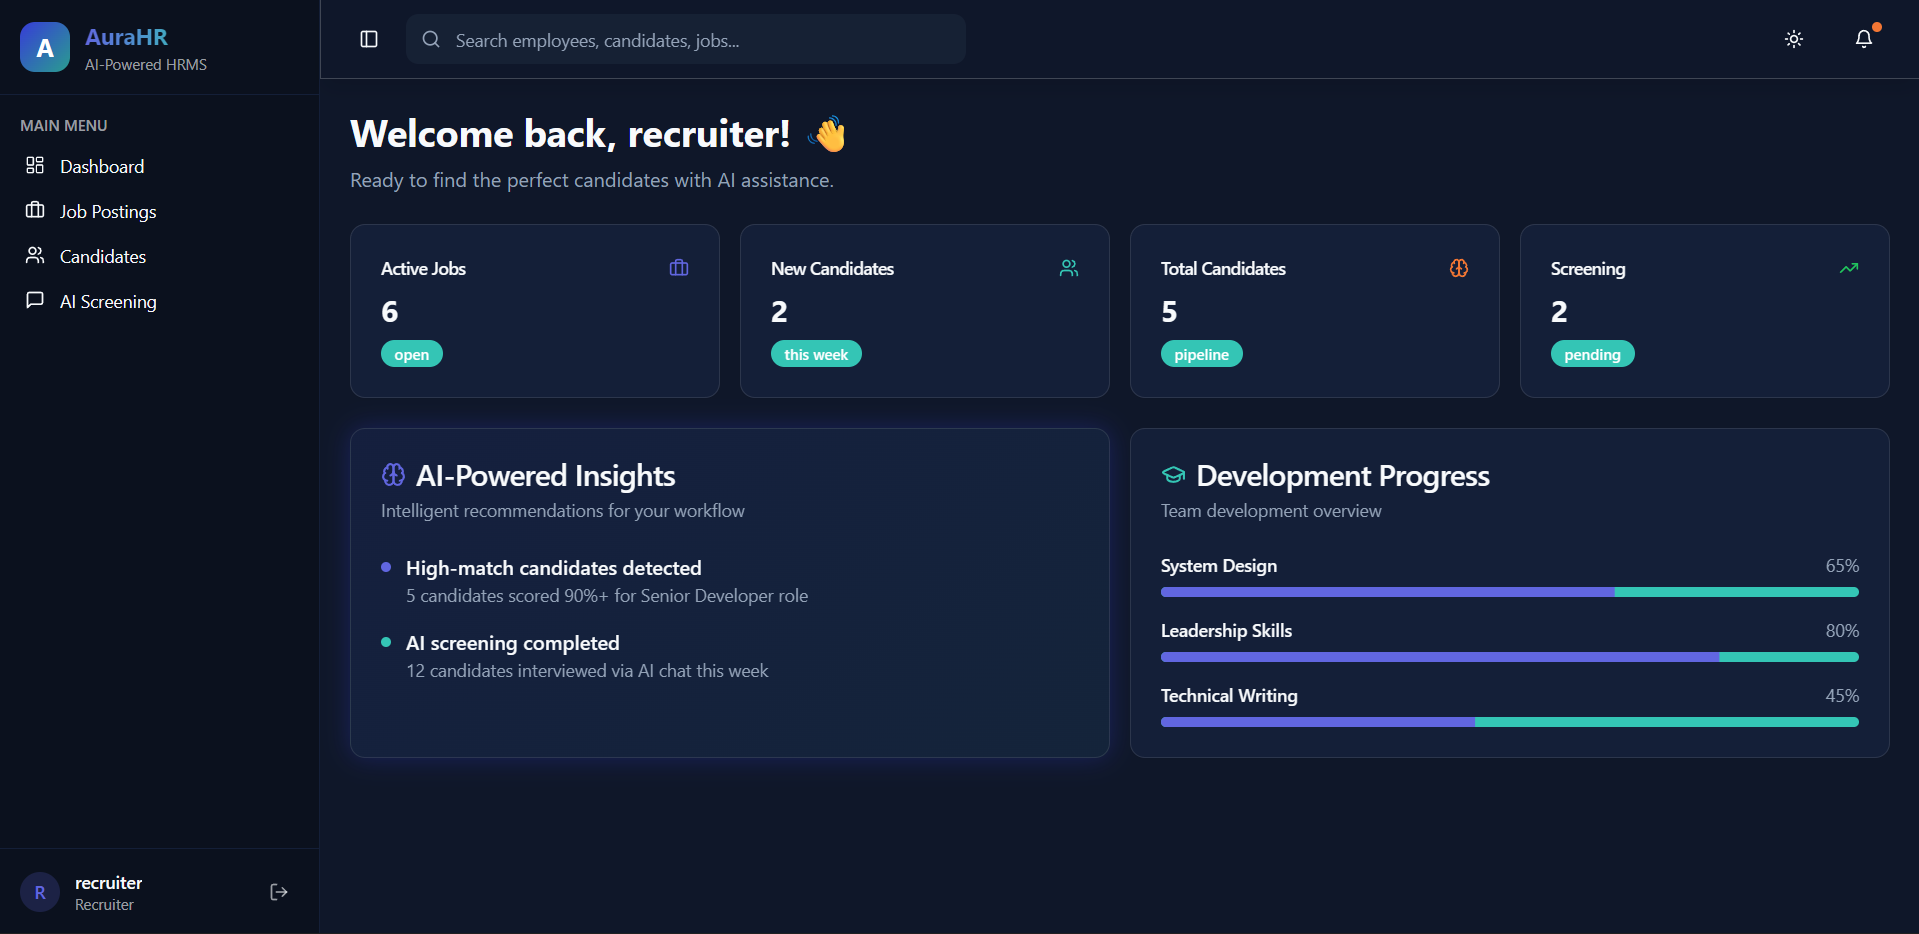 A
AuraHR
AI-Powered HRMS
MAIN MENU
Dashboard
Job Postings
Candidates
AI Screening
R
recruiter
Recruiter
Search employees, candidates, jobs...
Welcome back, recruiter! 👋
Ready to find the perfect candidates with AI assistance.
Active Jobs
6
open
New Candidates
2
this week
Total Candidates
5
pipeline
Screening
2
pending
AI-Powered Insights
Intelligent recommendations for your workflow
High-match candidates detected
5 candidates scored 90%+ for Senior Developer role
AI screening completed
12 candidates interviewed via AI chat this week
Development Progress
Team development overview
System Design 65%
Leadership Skills 80%
Technical Writing 45%